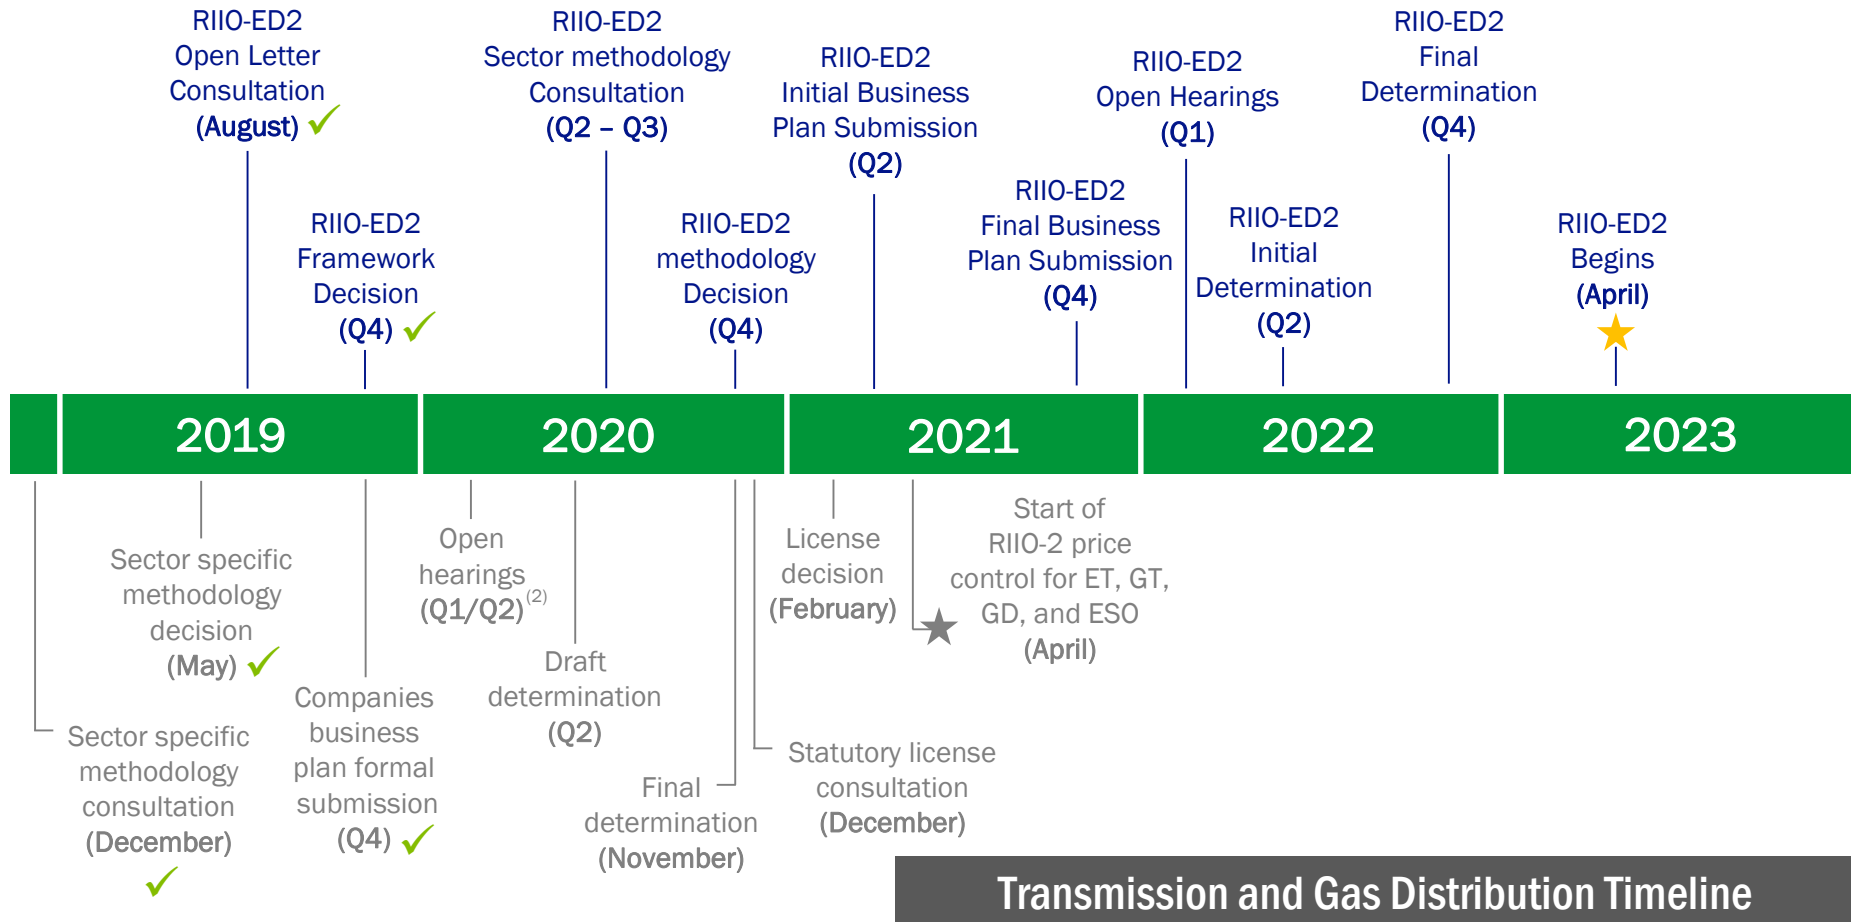 RIIO-ED2
Open Letter
Consultation
(August)
RIIO-ED2
Framework
Decision
(Q4)
RIIO-ED2
Sector methodology
Consultation
(Q2 – Q3)
RIIO-ED2
methodology
Decision
(Q4)
RIIO-ED2
Initial Business
Plan Submission
(Q2)
RIIO-ED2
Final Business
Plan Submission
(Q4)
RIIO-ED2
Open Hearings
(Q1)
RIIO-ED2
Initial
Determination
(Q2)
RIIO-ED2
Final
Determination
(Q4)
RIIO-ED2
Begins
(April)
2019
2020
2021
2022
2023
Sector specific
methodology
consultation
(December)
Sector specific
methodology
decision
(May)
Companies
business
plan formal
submission
(Q4)
Open
hearings
(Q1/Q2)(2)
Draft
determination
(Q2)
Final
determination
(November)
Statutory license
consultation
(December)
License
decision
(February)
Start of
RIIO-2 price
control for ET, GT,
GD, and ESO
(April)
Transmission and Gas Distribution Timeline